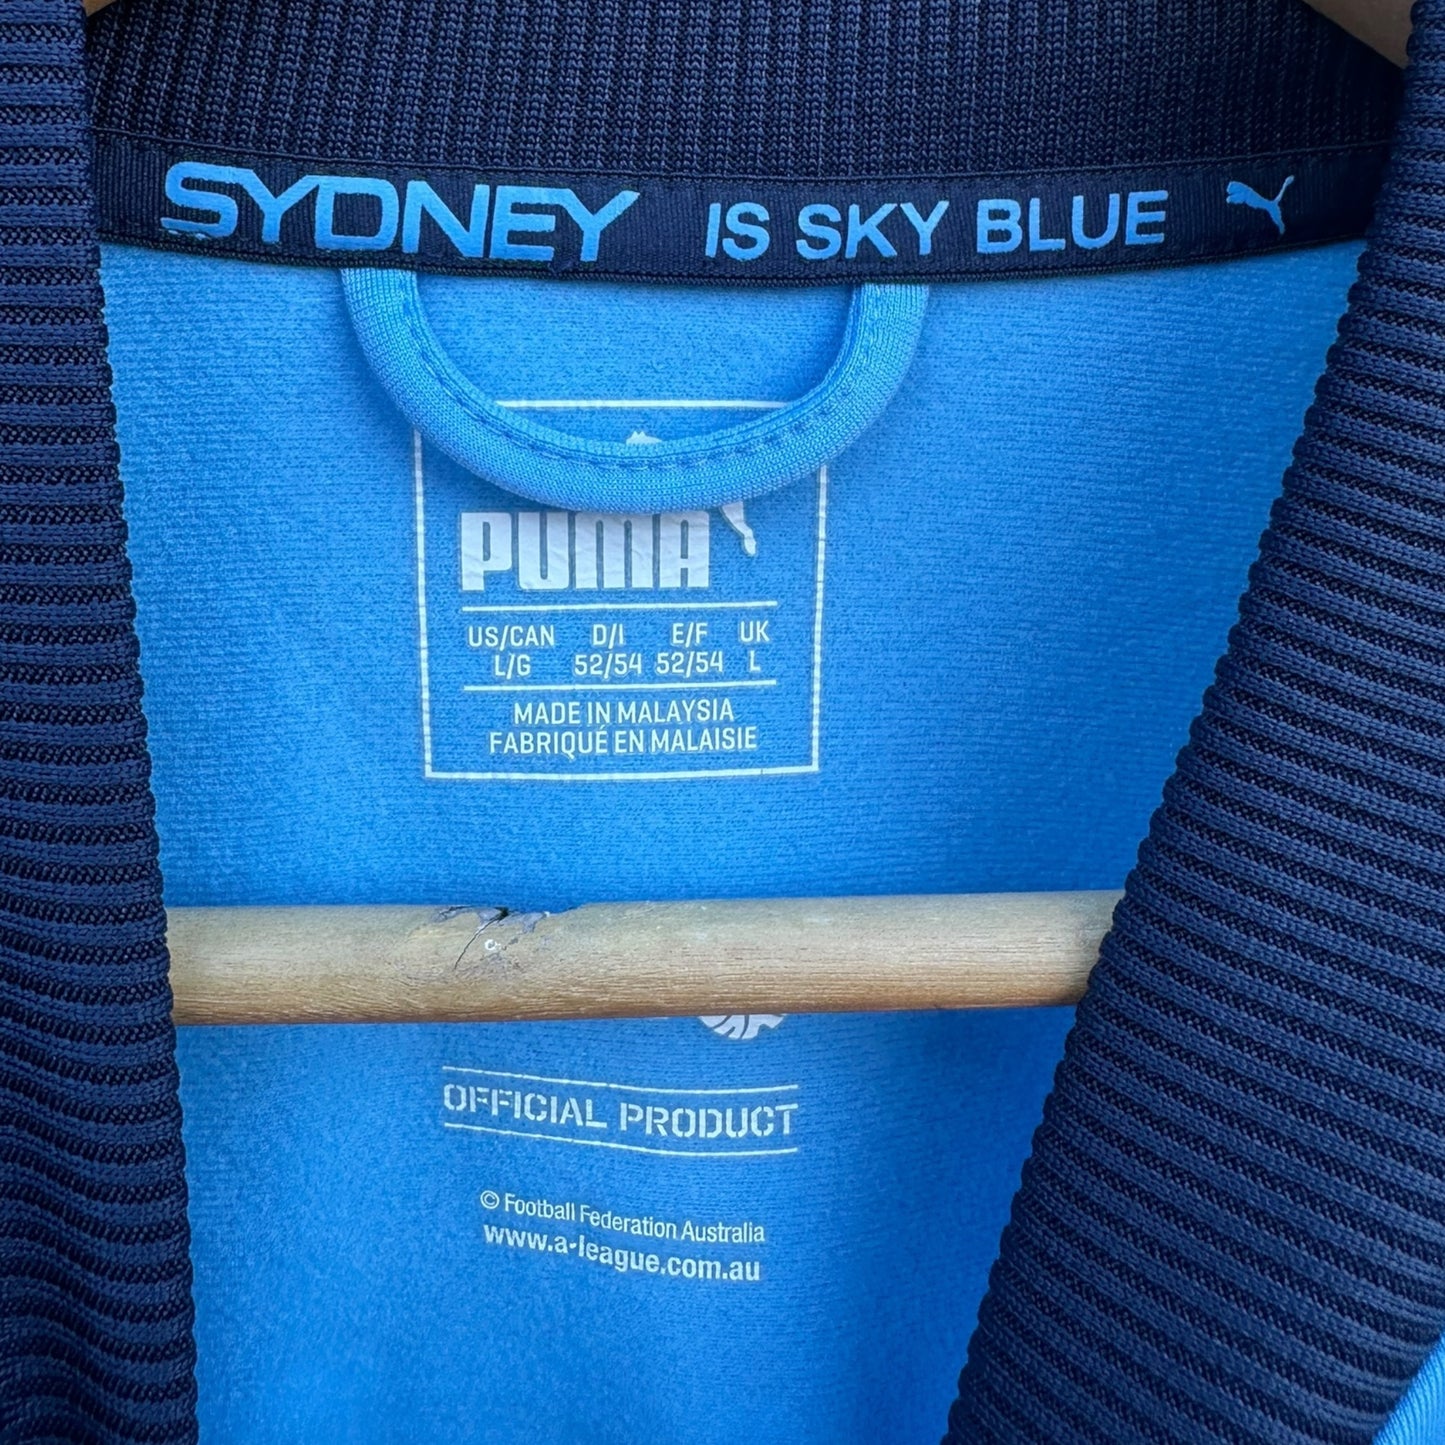 SYDNEY IS SKY BLUE
PUMA
US/CAN D/I E/F UK
L/G 52/54 52/54 L
MADE IN MALAYSIA
FABRIQUÉ EN MALAISIE
OFFICIAL PRODUCT
© Football Federation Australia
www.a-league.com.au